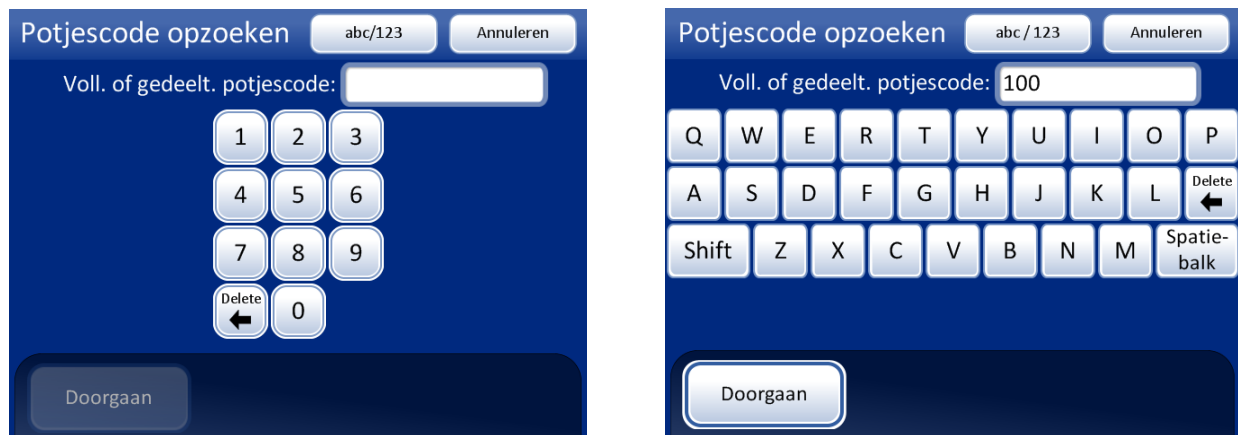 Potjescode opzoeken abc/123 Annuleren
Voll. of gedeelt. potjescode:
1 2 3
4 5 6
7 8 9
Delete 0
Doorgaan
Potjescode opzoeken abc / 123 Annuleren
Voll. of gedeelt. potjescode: 100
Q W E R T Y U I O P
A S D F G H J K L Delete
Shift Z X C V B N M Spatie-
balk
Doorgaan